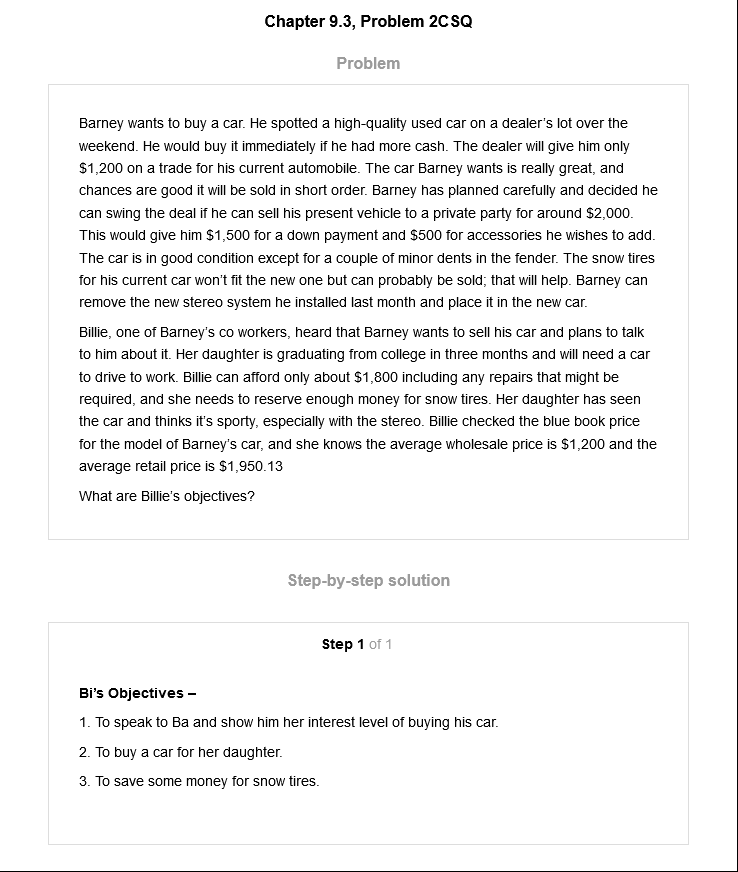 Chapter 9.3, Problem 2CSQ
Problem
Barney wants to buy a car. He spotted a high-quality used car on a dealer's lot over the
weekend. He would buy it immediately if he had more cash. The dealer will give him only
$1,200 on a trade for his current automobile. The car Barney wants is really great, and
chances are good it will be sold in short order. Barney has planned carefully and decided he
can swing the deal if he can sell his present vehicle to a private party for around $2,000.
This would give him $1,500 for a down payment and $500 for accessories he wishes to add.
The car is in good condition except for a couple of minor dents in the fender. The snow tires
for his current car won't fit the new one but can probably be sold; that will help. Barney can
remove the new stereo system he installed last month and place it in the new car.
Billie, one of Barney's co workers, heard that Barney wants to sell his car and plans to talk
to him about it. Her daughter is graduating from college in three months and will need a car
to drive to work. Billie can afford only about $1,800 including any repairs that might be
required, and she needs to reserve enough money for snow tires. Her daughter has seen
the car and thinks it's sporty, especially with the stereo. Billie checked the blue book price
for the model of Barney's car, and she knows the average wholesale price is $1,200 and the
average retail price is $1,950.13
What are Billie's objectives?
Step-by-step solution
Step 1 of 1
Bi's Objectives –
1. To speak to Ba and show him her interest level of buying his car.
2. To buy a car for her daughter.
3. To save some money for snow tires.